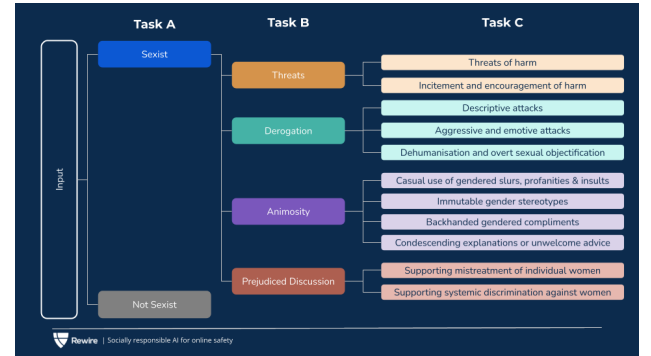 Task A
Task B
Task C
Input
Sexist
Not Sexist
Threats
Derogation
Animosity
Prejudiced Discussion
Threats of harm
Incitement and encouragement of harm
Descriptive attacks
Aggressive and emotive attacks
Dehumanisation and overt sexual objectification
Casual use of gendered slurs, profanities & insults
Immutable gender stereotypes
Backhanded gendered compliments
Condescending explanations or unwelcome advice
Supporting mistreatment of individual women
Supporting systemic discrimination against women
Rewire | Socially responsible AI for online safety